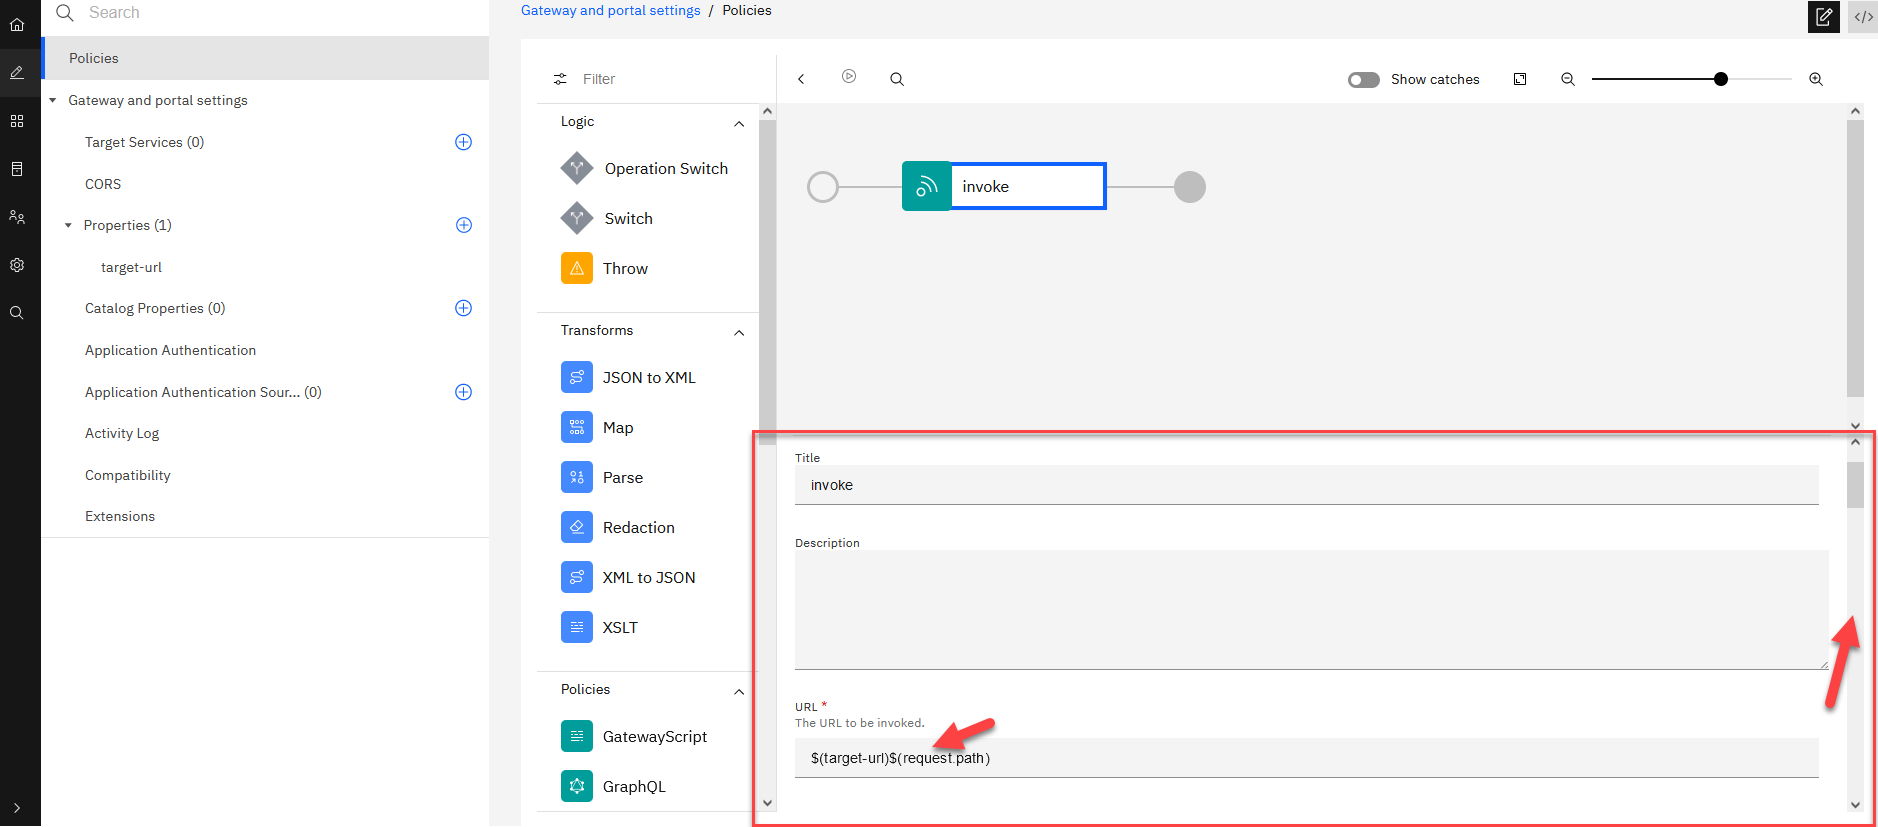 Search
Policies
Gateway and portal settings
Target Services (0)
CORS
Properties (1)
target-url
Catalog Properties (0)
Application Authentication
Application Authentication Sour... (0)
Activity Log
Compatibility
Extensions
Gateway and portal settings / Policies
Filter
Logic
Operation Switch
Switch
Throw
Transforms
JSON to XML
Map
Parse
Redaction
XML to JSON
XSLT
Policies
GatewayScript
GraphQL
Show catches
invoke
Title
invoke
Description
URL *
The URL to be invoked.
$(target-url)$(request.path)